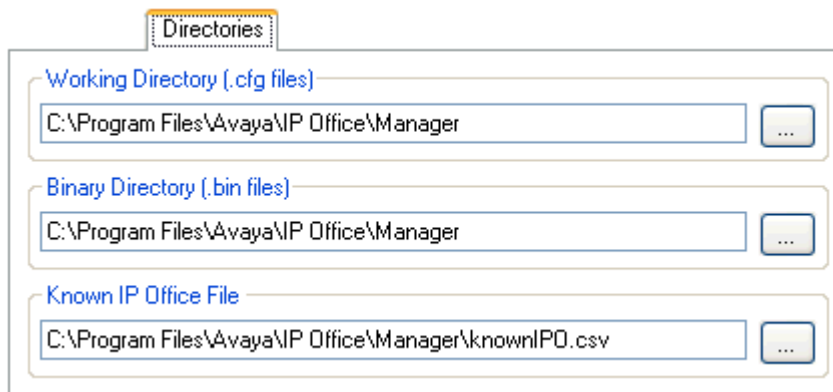 Directories
Working Directory (.cfg files)
C:\Program Files\Avaya\IP Office\Manager
...
Binary Directory (.bin files)
C:\Program Files\Avaya\IP Office\Manager
...
Known IP Office File
C:\Program Files\Avaya\IP Office\Manager\knownIPO.csv
...